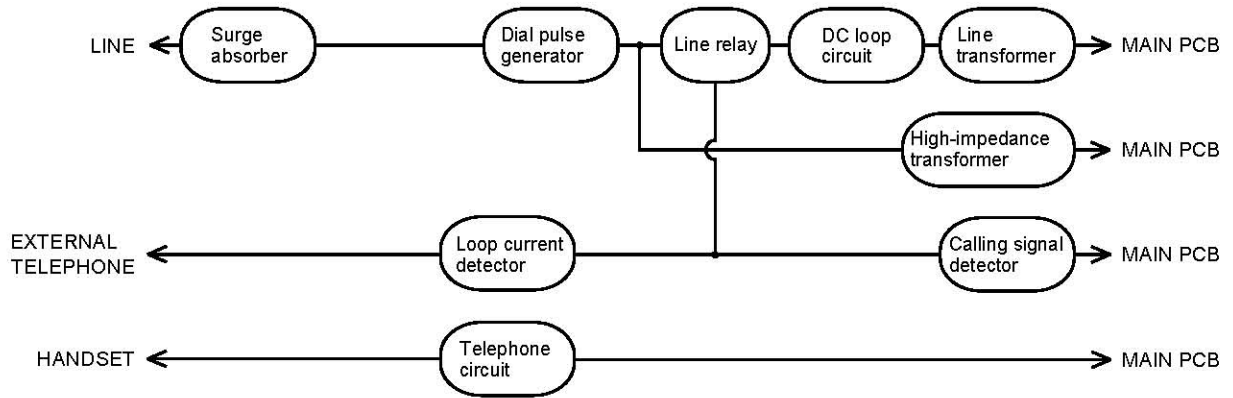 LINE
Surge
absorber
Dial pulse
generator
Line relay
DC loop
circuit
Line
transformer
MAIN PCB
High-impedance
transformer
MAIN PCB
EXTERNAL
TELEPHONE
Loop current
detector
Calling signal
detector
MAIN PCB
HANDSET
Telephone
circuit
MAIN PCB